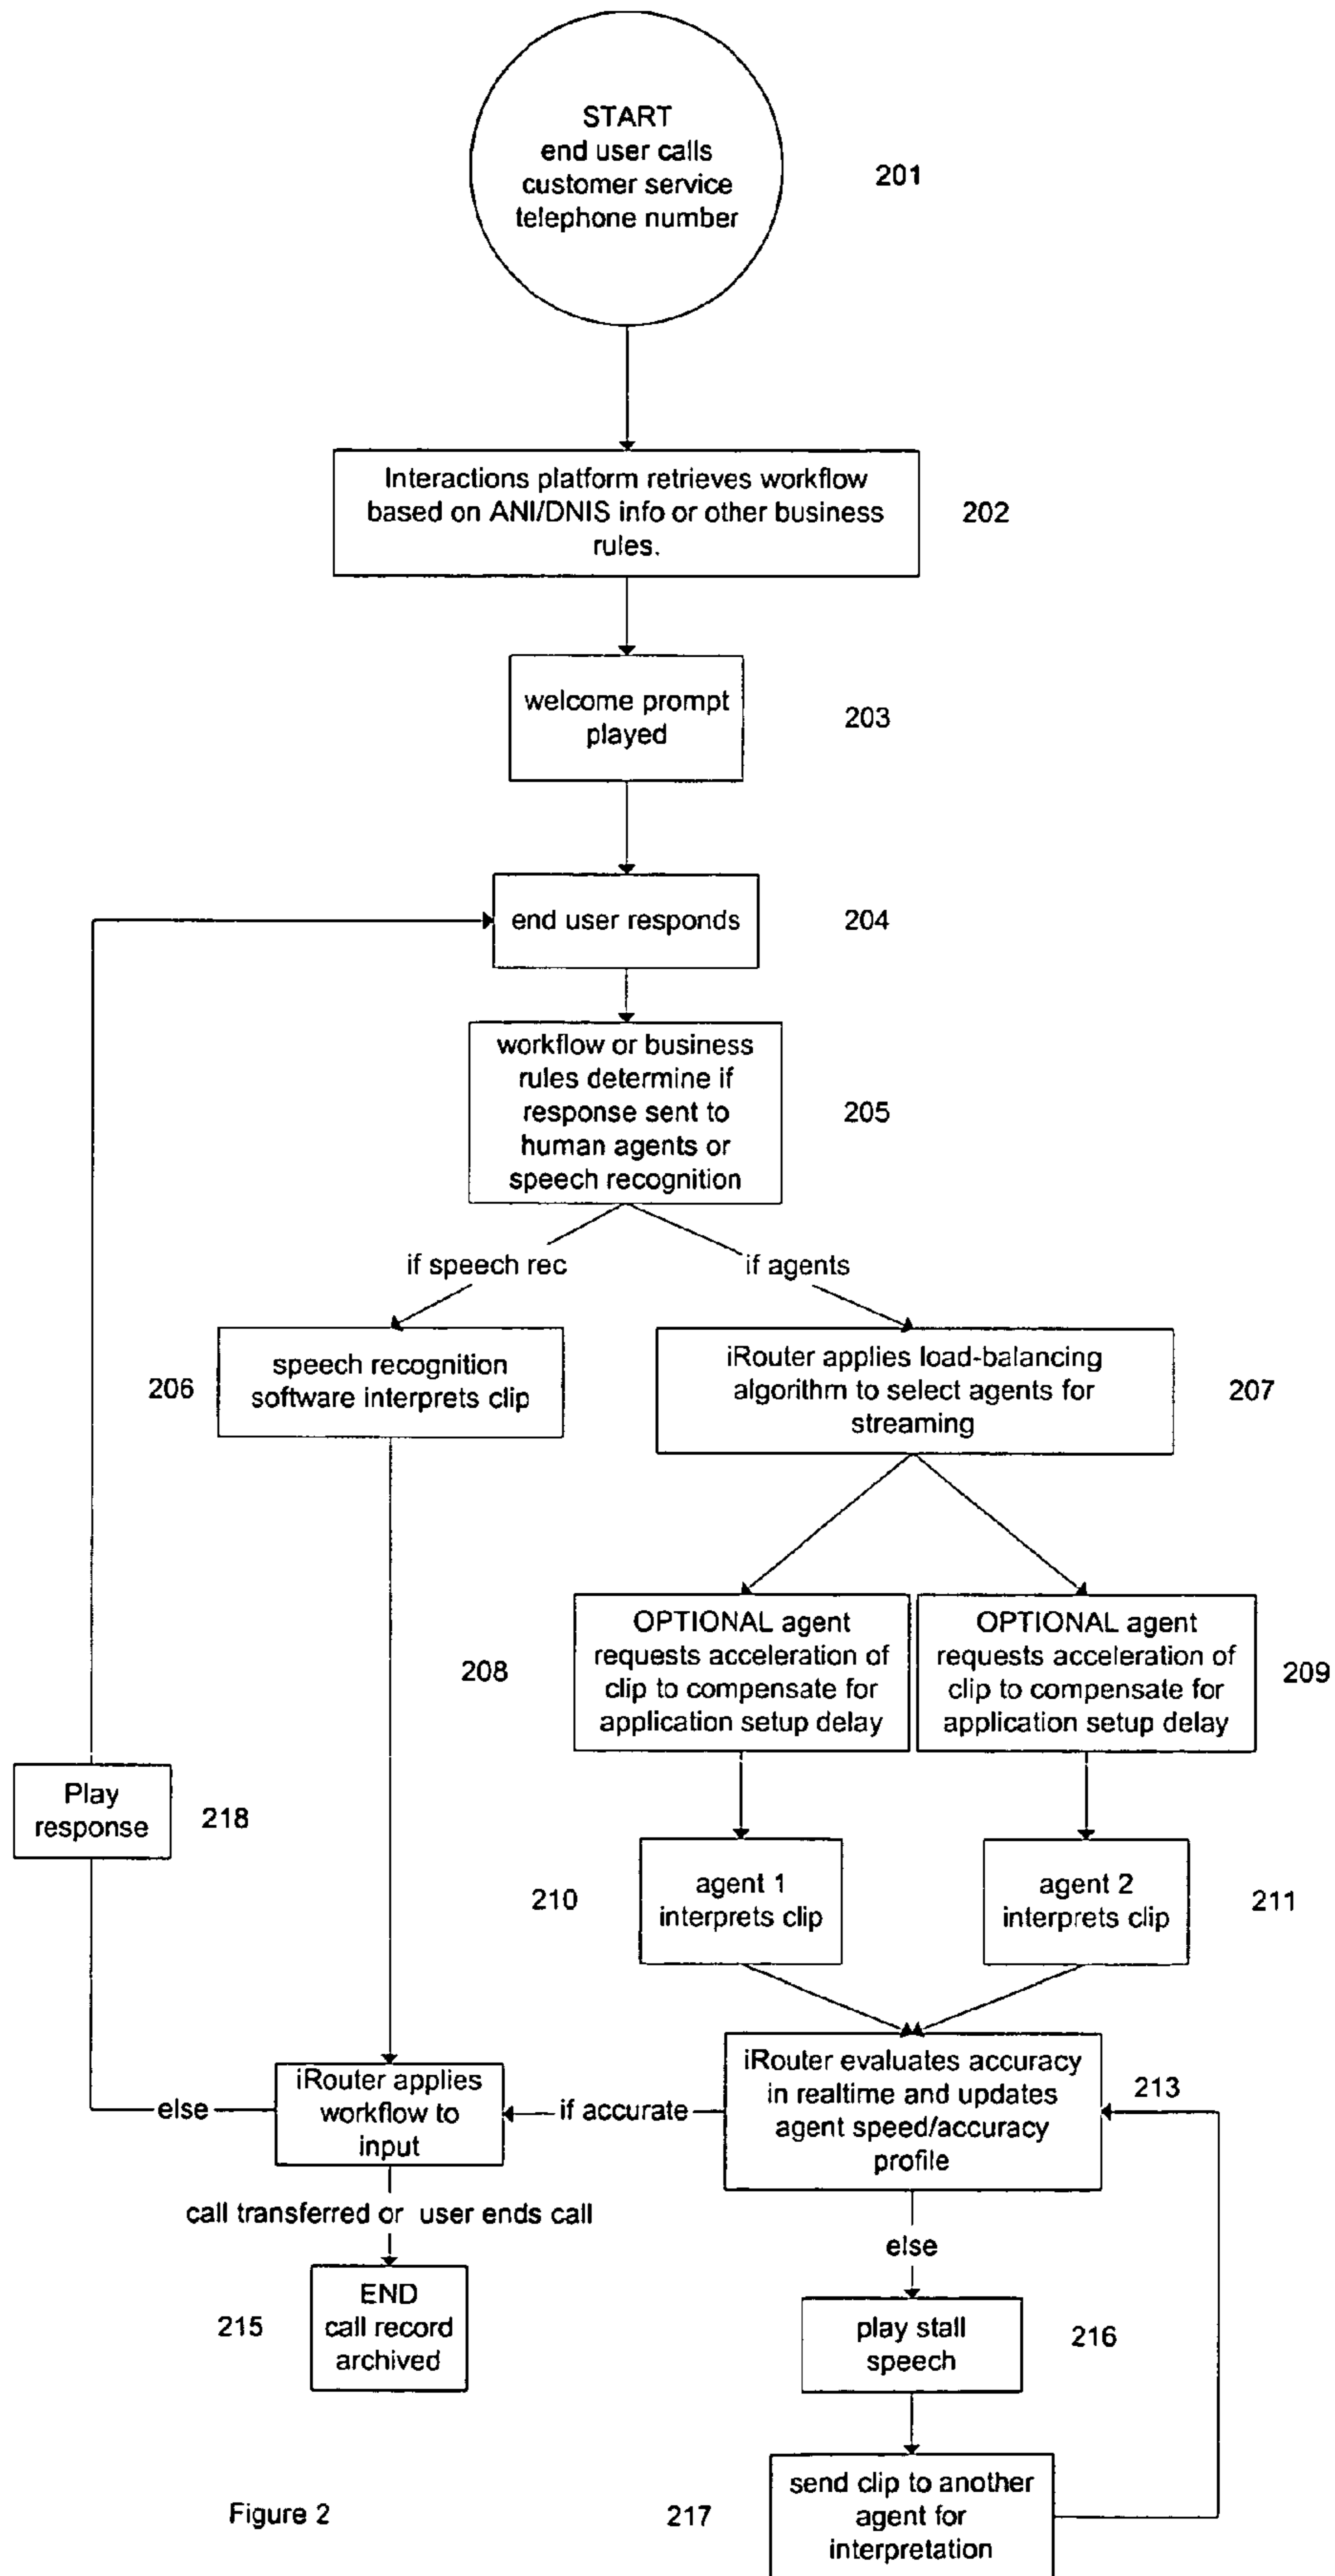 START
end user calls
customer service
telephone number
201
Interactions platform retrieves workflow
based on ANI/DNIS info or other business
rules.
202
welcome prompt
played
203
end user responds
204
workflow or business
rules determine if
response sent to
human agents or
speech recognition
205
if speech rec
if agents
206
speech recognition
software interprets clip
iRouter applies load-balancing
algorithm to select agents for
streaming
207
208
OPTIONAL agent
requests acceleration of
clip to compensate for
application setup delay
OPTIONAL agent
requests acceleration of
clip to compensate for
application setup delay
209
Play
response
218
210
agent 1
interprets clip
agent 2
interprets clip
211
else
iRouter applies
workflow to
input
if accurate
iRouter evaluates accuracy
in realtime and updates
agent speed/accuracy
profile
213
call transferred or user ends call
else
215
END
call record
archived
play stall
speech
216
Figure 2
217
send clip to another
agent for
interpretation